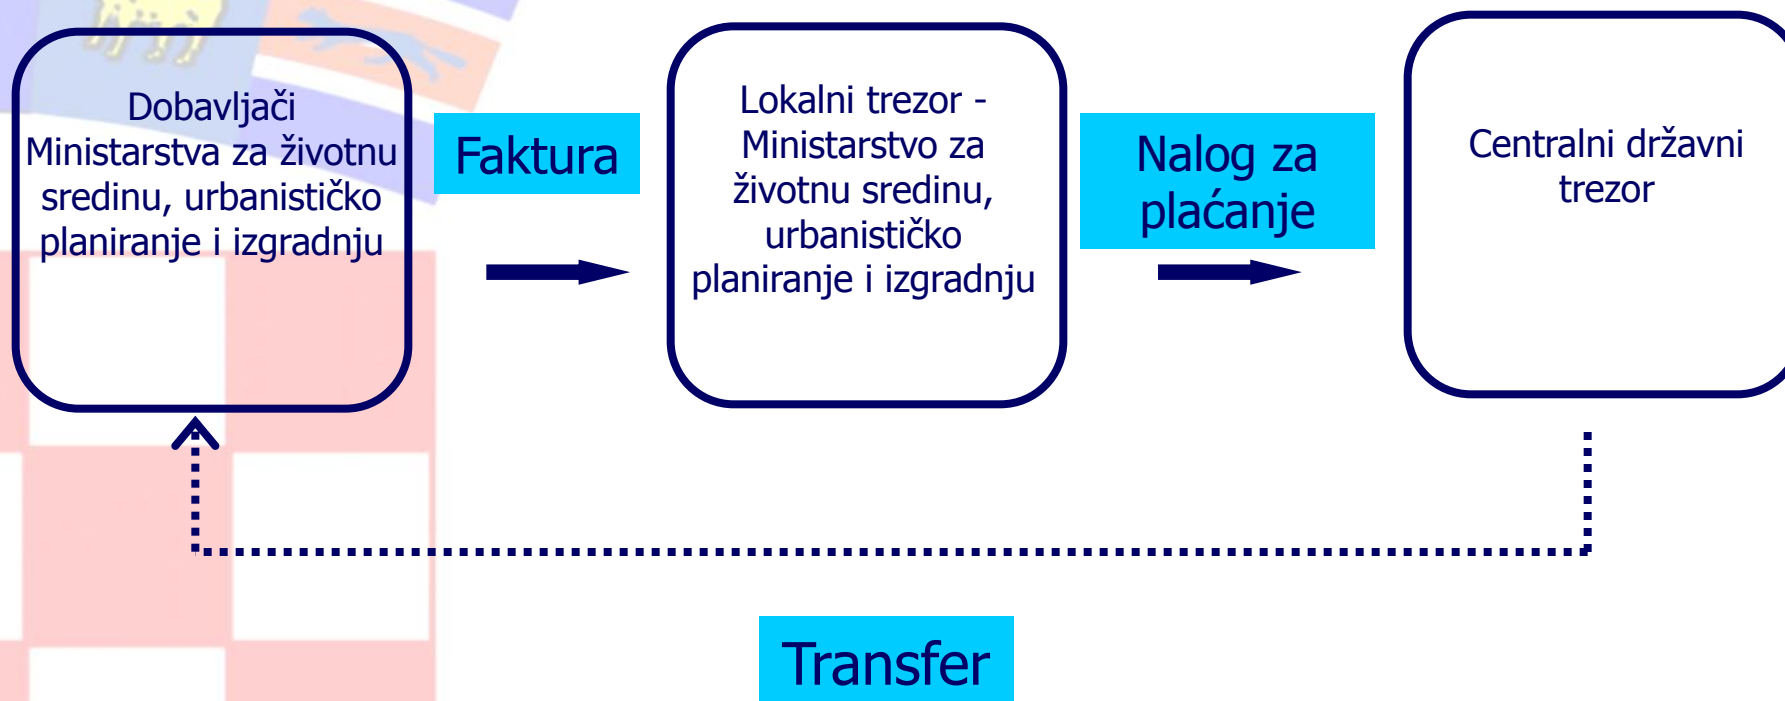 Dobavljači
Ministarstva za životnu
sredinu, urbanističko
planiranje i izgradnju
Faktura
Lokalni trezor -
Ministarstvo za
životnu sredinu,
urbanističko
planiranje i izgradnju
Nalog za
plaćanje
Centralni državni
trezor
Transfer